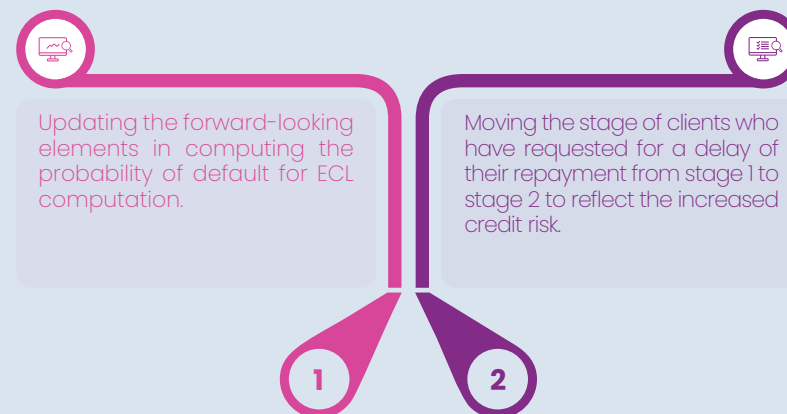 Updating the forward-looking
elements in computing the
probability of default for ECL
computation.
Moving the stage of clients who
have requested for a delay of
their repayment from stage 1 to
stage 2 to reflect the increased
credit risk.
1
2